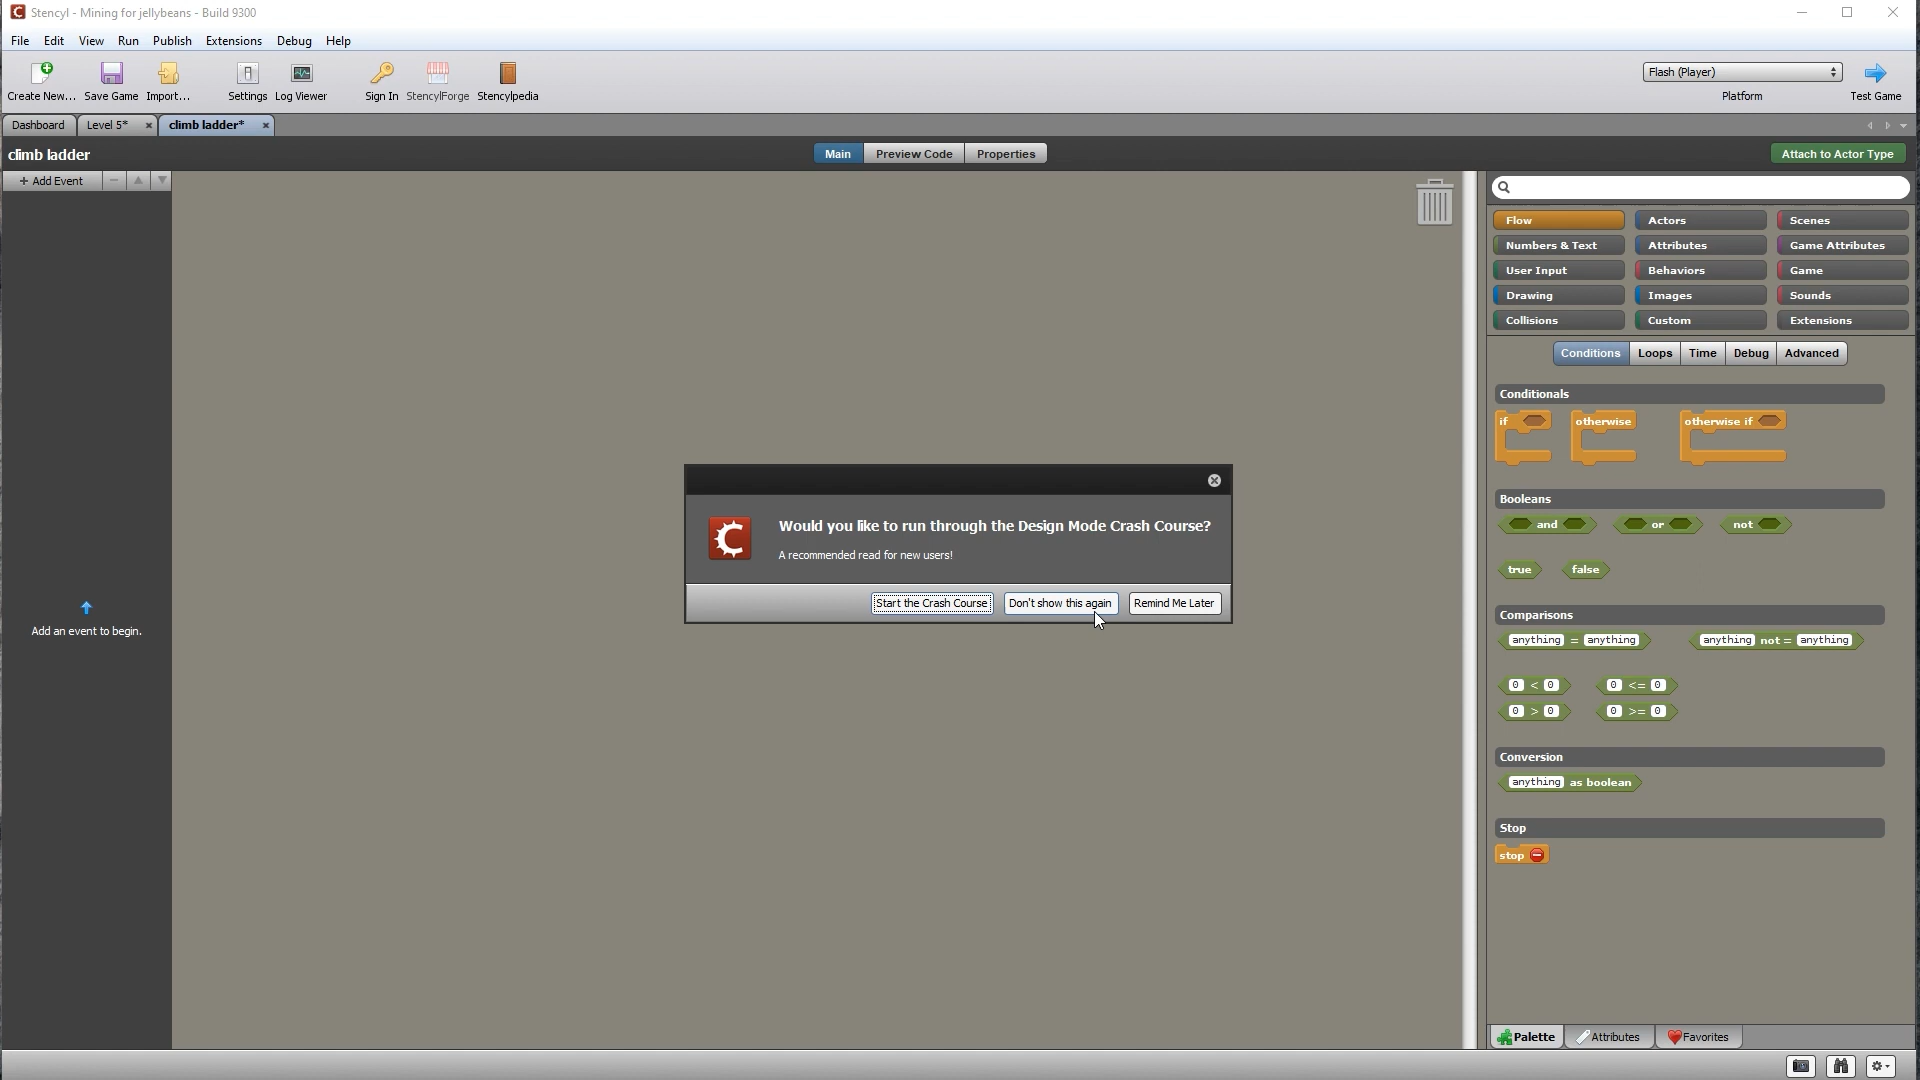 Stencyl - Mining for jellybeans - Build 9300
File Edit View Run Publish Extensions Debug Help
Create New... Save Game Import... Settings Log Viewer Sign In StencylForge Stencylpedia
Flash (Player)
Platform
Test Game
Dashboard Level 5* climb ladder*
climb ladder
Main Preview Code Properties
Attach to Actor Type
+ Add Event
Add an event to begin.
Would you like to run through the Design Mode Crash Course?
A recommended read for new users!
Start the Crash Course Don't show this again Remind Me Later
Flow Actors Scenes
Numbers & Text Attributes Game Attributes
User Input Behaviors Game
Drawing Images Sounds
Collisions Custom Extensions
Conditions Loops Time Debug Advanced
Conditionals
if otherwise otherwise if
Booleans
and or not
true false
Comparisons
anything = anything anything not = anything
0 < 0 0 <= 0
0 > 0 0 >= 0
Conversion
anything as boolean
Stop
stop
Palette Attributes Favorites